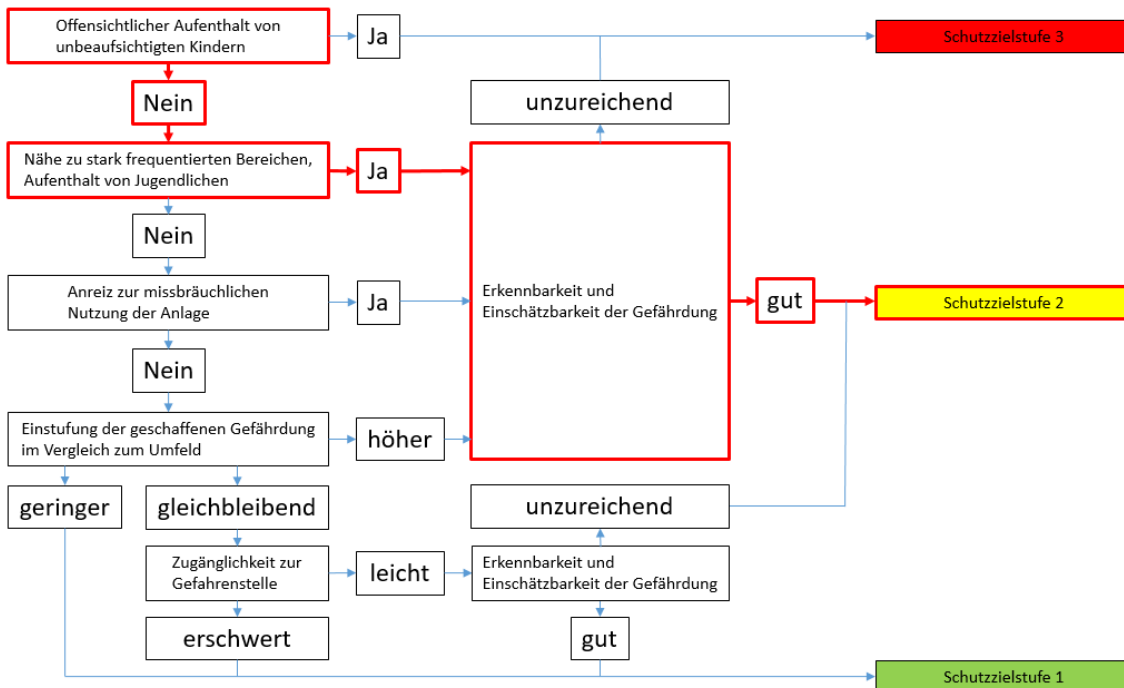 Offensichtlicher Aufenthalt von
unbeaufsichtigten Kindern
Ja
Schutzzielstufe 3
Nein
unzureichend
Nähe zu stark frequentierten Bereichen,
Aufenthalt von Jugendlichen
Ja
Nein
Anreiz zur missbräuchlichen
Nutzung der Anlage
Ja
Erkennbarkeit und
Einschätzbarkeit der Gefährdung
gut
Schutzzielstufe 2
Nein
Einstufung der geschaffenen Gefährdung
im Vergleich zum Umfeld
höher
geringer
gleichbleibend
unzureichend
Zugänglichkeit zur
Gefahrenstelle
leicht
Erkennbarkeit und
Einschätzbarkeit der Gefährdung
erschwert
gut
Schutzzielstufe 1